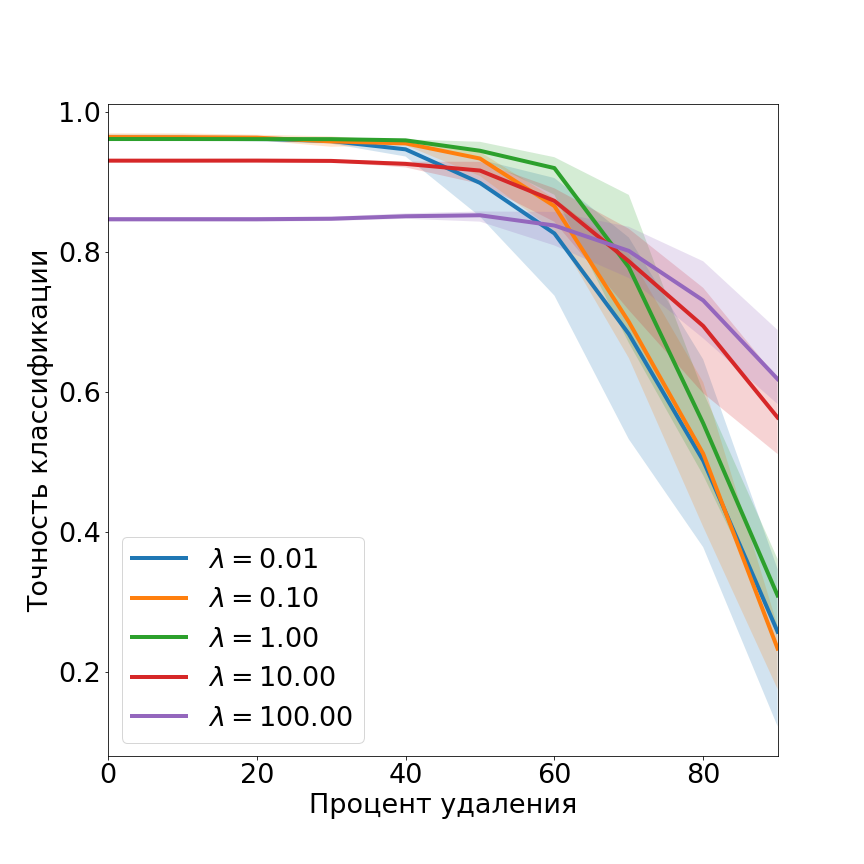 1.0
0.8
0.6
0.4
0.2
Точность классификации
λ = 0.01
λ = 0.10
λ = 1.00
λ = 10.00
λ = 100.00
0 20 40 60 80
Процент удаления